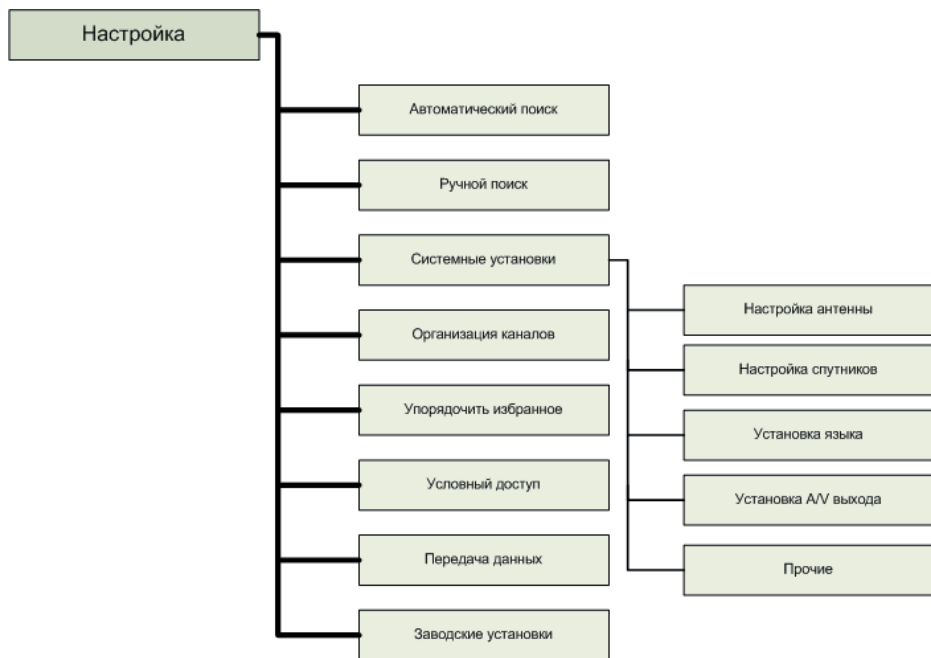 Настройка
Автоматический поиск
Ручной поиск
Системные установки
Настройка антенны
Настройка спутников
Установка языка
Установка A/V выхода
Прочие
Организация каналов
Упорядочить избранное
Условный доступ
Передача данных
Заводские установки